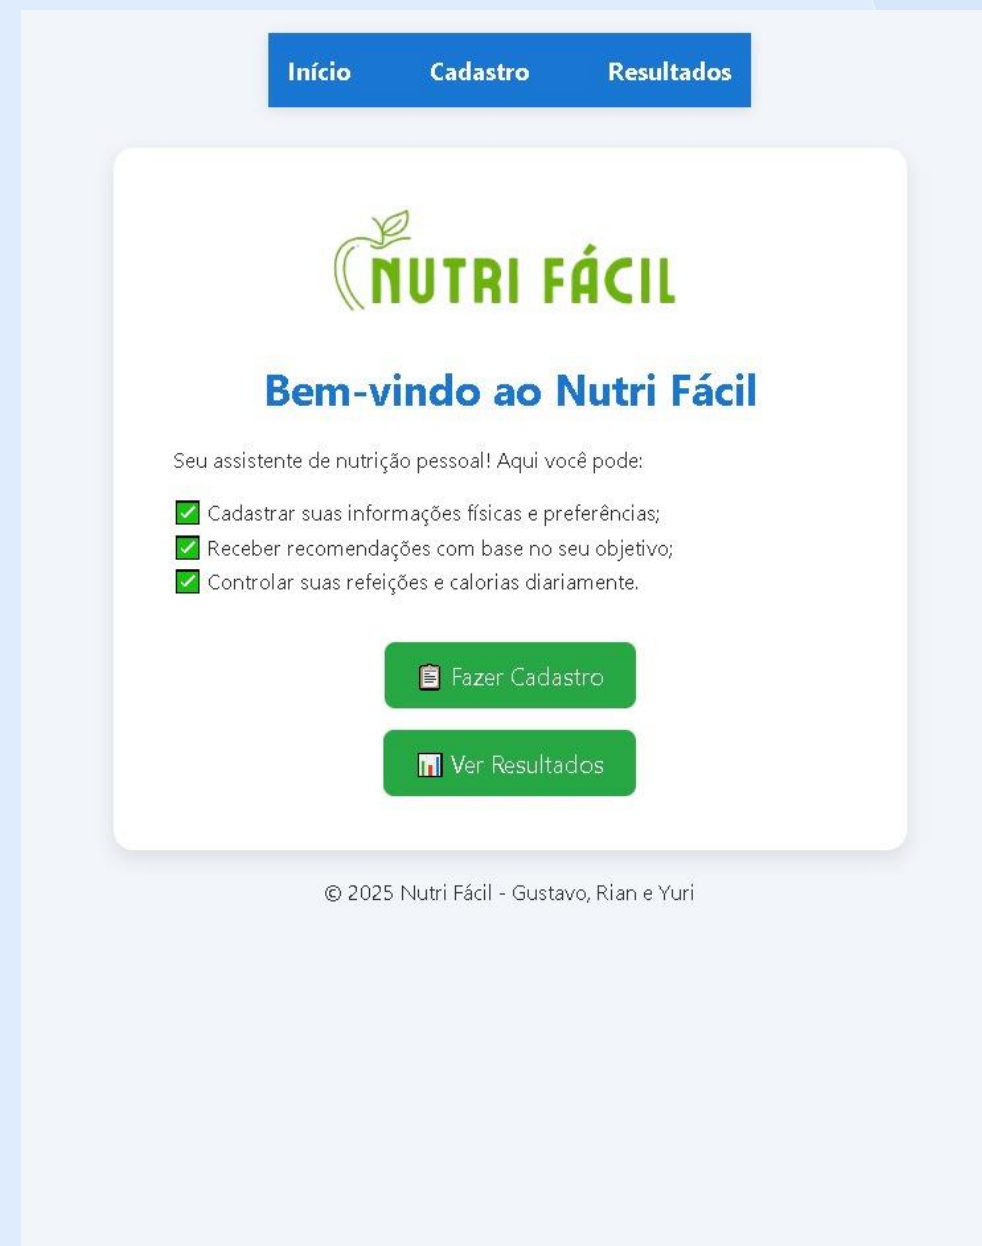 Início Cadastro Resultados
NUTRI FÁCIL
Bem-vindo ao Nutri Fácil
Seu assistente de nutrição pessoal! Aqui você pode:
✅ Cadastrar suas informações físicas e preferências;
✅ Receber recomendações com base no seu objetivo;
✅ Controlar suas refeições e calorias diariamente.
📋 Fazer Cadastro
📊 Ver Resultados
© 2025 Nutri Fácil - Gustavo, Rian e Yuri